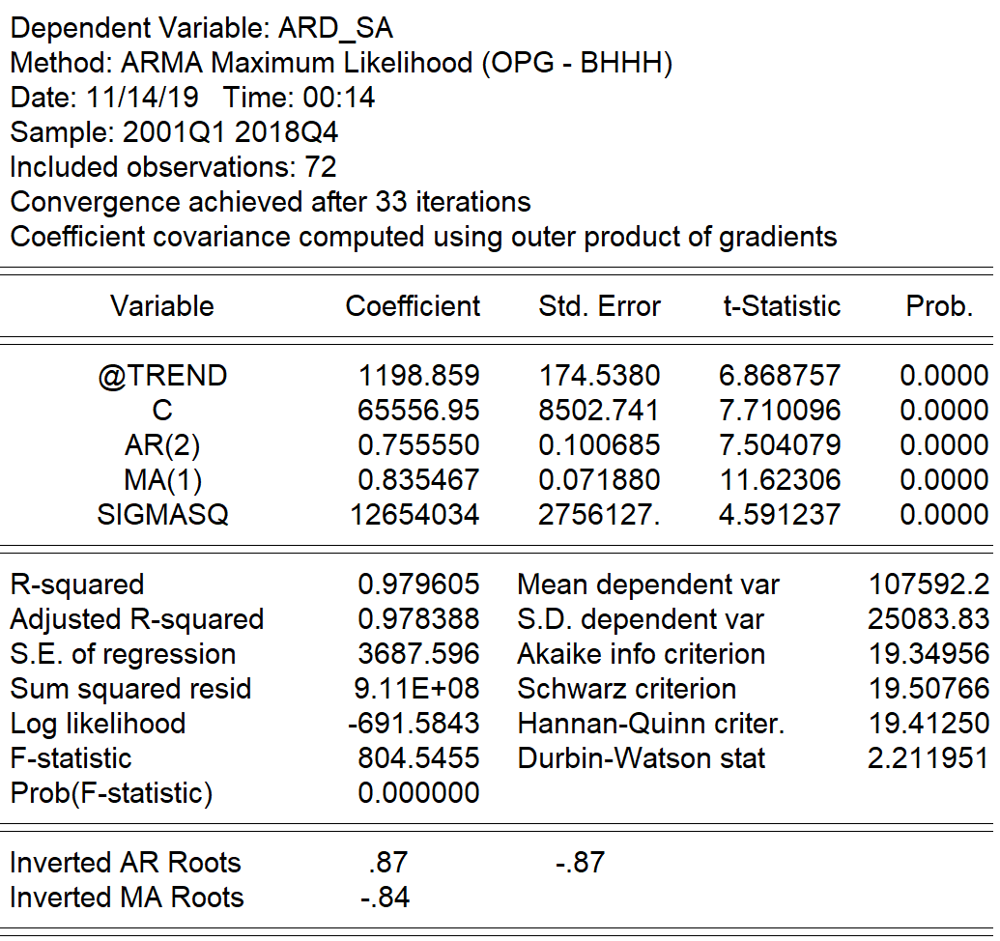 Dependent Variable: ARD_SA
Method: ARMA Maximum Likelihood (OPG - BHHH)
Date: 11/14/19 Time: 00:14
Sample: 2001Q1 2018Q4
Included observations: 72
Convergence achieved after 33 iterations
Coefficient covariance computed using outer product of gradients
Variable Coefficient Std. Error t-Statistic Prob.
@TREND 1198.859 174.5380 6.868757 0.0000
C 65556.95 8502.741 7.710096 0.0000
AR(2) 0.755550 0.100685 7.504079 0.0000
MA(1) 0.835467 0.071880 11.62306 0.0000
SIGMASQ 12654034 2756127. 4.591237 0.0000
R-squared 0.979605 Mean dependent var 107592.2
Adjusted R-squared 0.978388 S.D. dependent var 25083.83
S.E. of regression 3687.596 Akaike info criterion 19.34956
Sum squared resid 9.11E+08 Schwarz criterion 19.50766
Log likelihood -691.5843 Hannan-Quinn criter. 19.41250
F-statistic 804.5455 Durbin-Watson stat 2.211951
Prob(F-statistic) 0.000000
Inverted AR Roots .87 -.87
Inverted MA Roots -.84